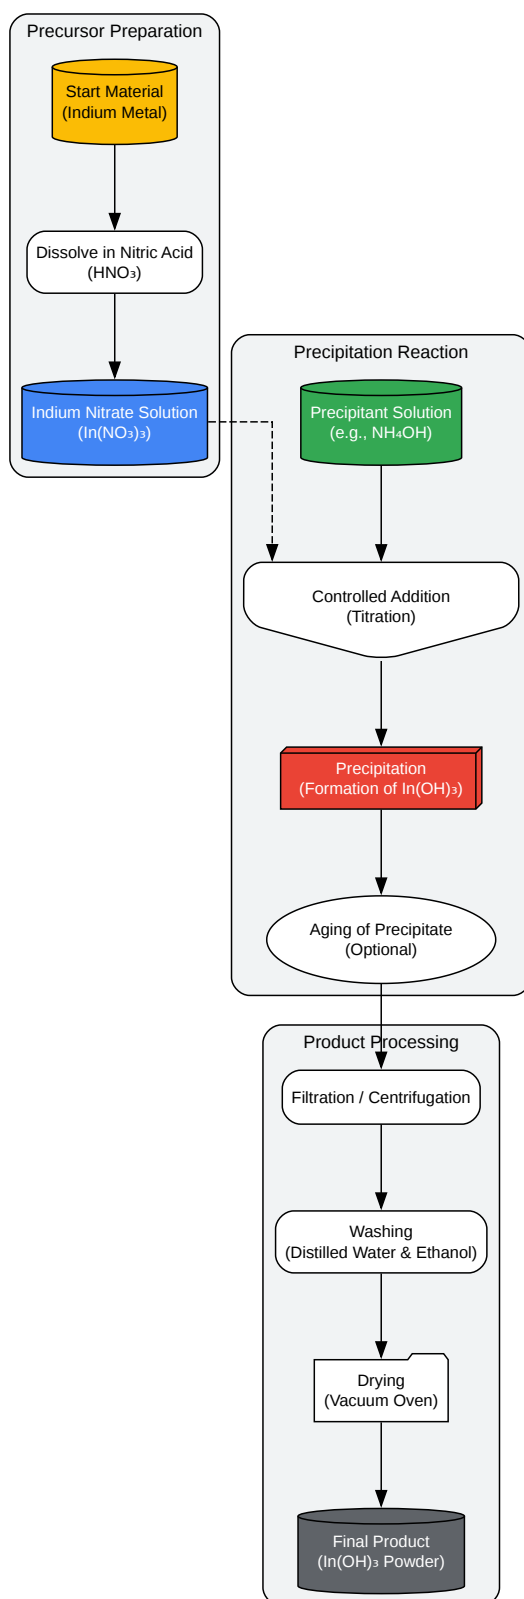 Precursor Preparation
Start Material
(Indium Metal)
Dissolve in Nitric Acid
(HNO₃)
Indium Nitrate Solution
(In(NO₃)₃)
Precipitation Reaction
Precipitant Solution
(e.g., NH₄OH)
Controlled Addition
(Titration)
Precipitation
(Formation of In(OH)₃)
Aging of Precipitate
(Optional)
Product Processing
Filtration / Centrifugation
Washing
(Distilled Water & Ethanol)
Drying
(Vacuum Oven)
Final Product
(In(OH)₃ Powder)